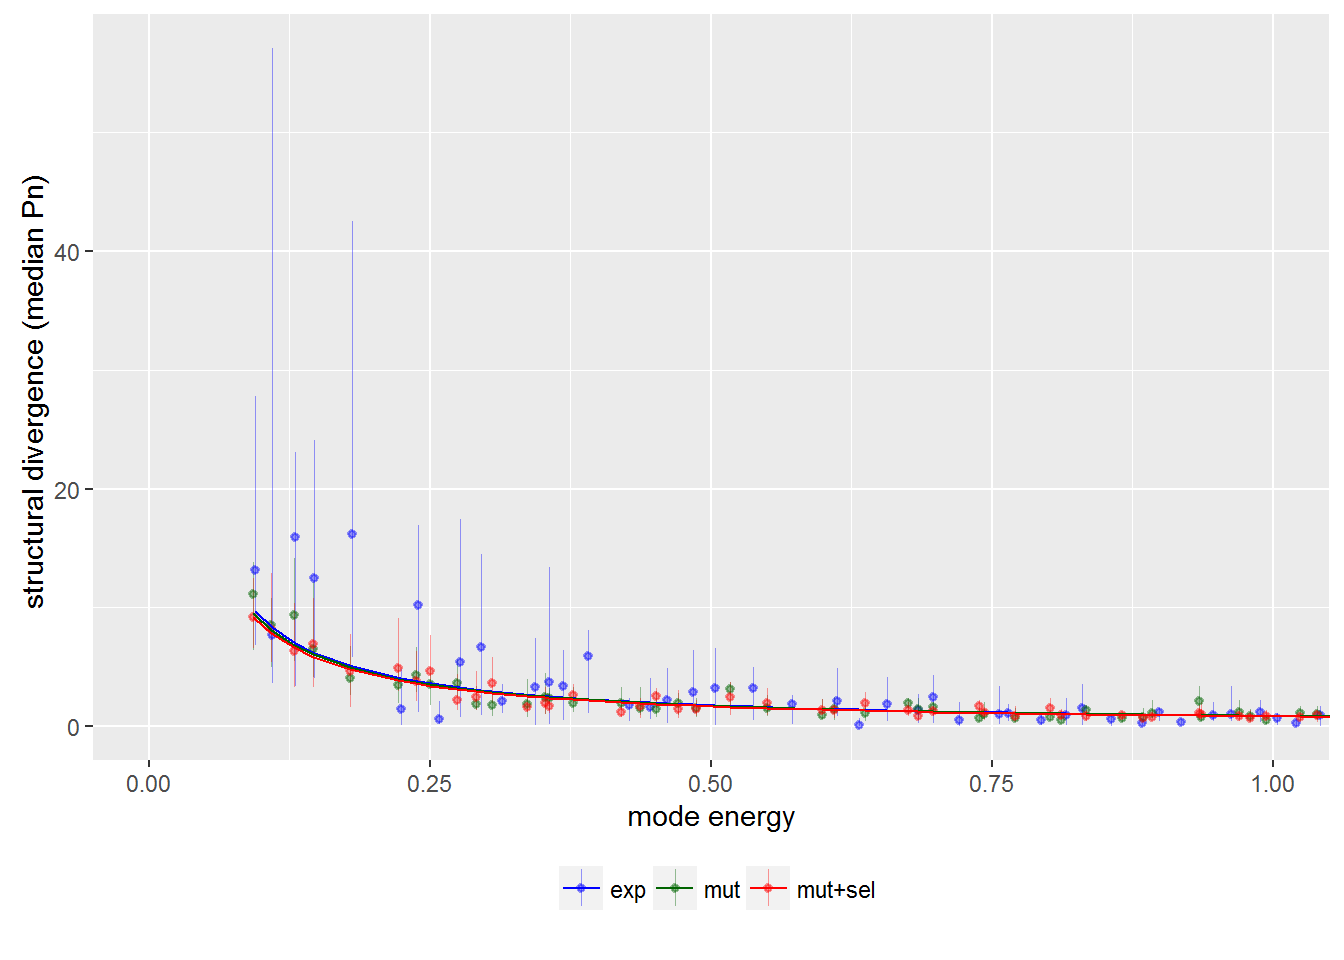 structural divergence (median Pn)
40
20
0
0.00 0.25 0.50 0.75 1.00
mode energy
exp mut mut+sel